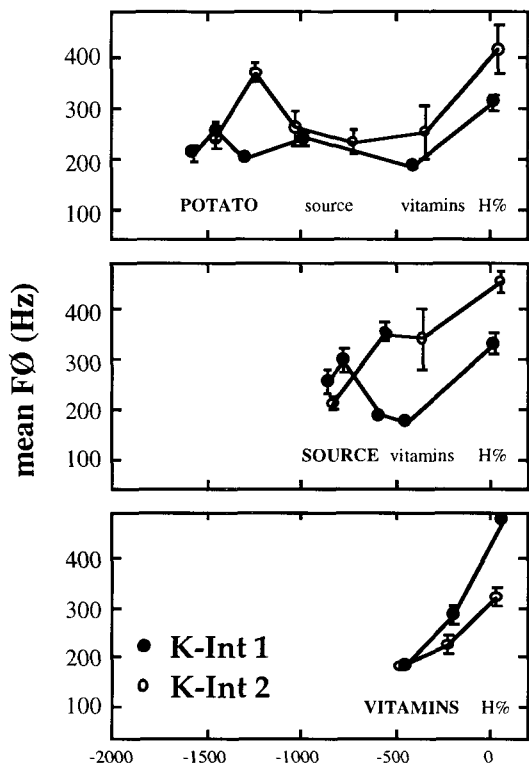 mean FØ (Hz)
400
300
200
100
POTATO source vitamins H%
400
300
200
100
SOURCE vitamins H%
400
300
200
100
K-Int 1
K-Int 2
VITAMINS H%
-2000 -1500 -1000 -500 0